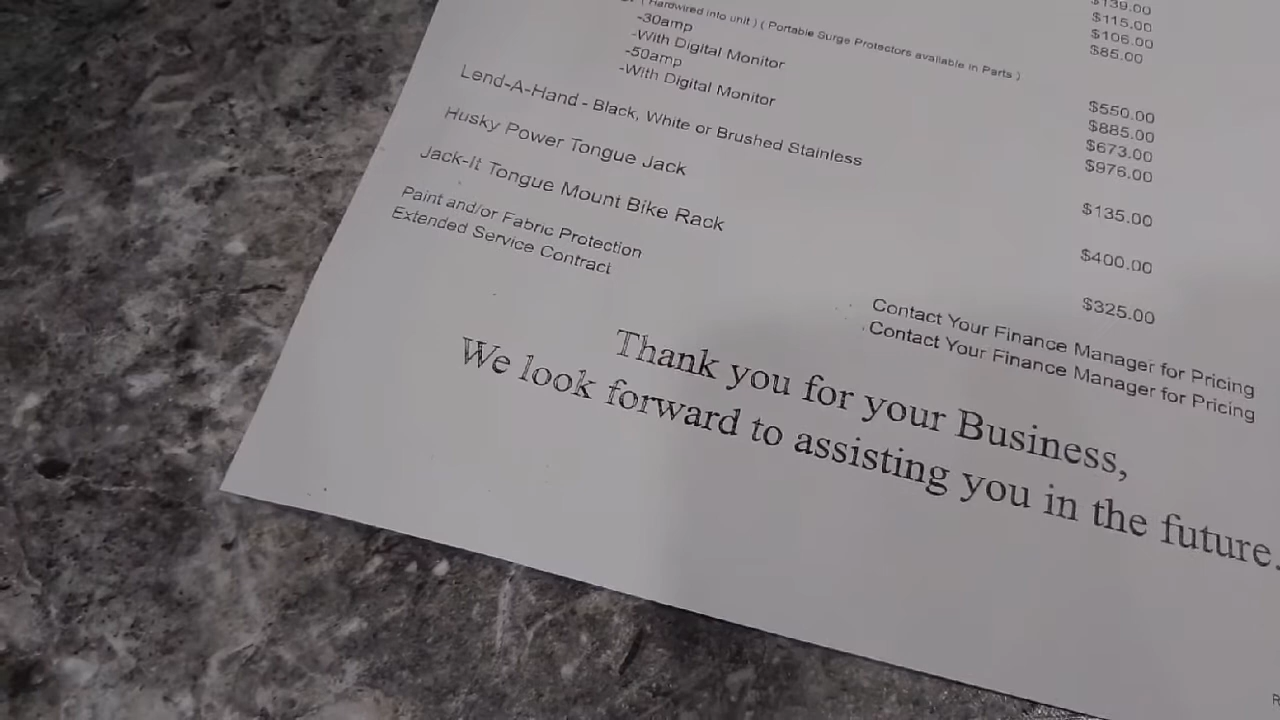 $139.00
$115.00
$106.00
$85.00
( Hardwired into unit ) ( Portable Surge Protectors available in Parts )
-30amp $550.00
-With Digital Monitor $885.00
-50amp $673.00
-With Digital Monitor $976.00
Lend-A-Hand - Black, White or Brushed Stainless $135.00
Husky Power Tongue Jack $400.00
Jack-It Tongue Mount Bike Rack $325.00
Paint and/or Fabric Protection Contact Your Finance Manager for Pricing
Extended Service Contract Contact Your Finance Manager for Pricing
Thank you for your Business,
We look forward to assisting you in the future.